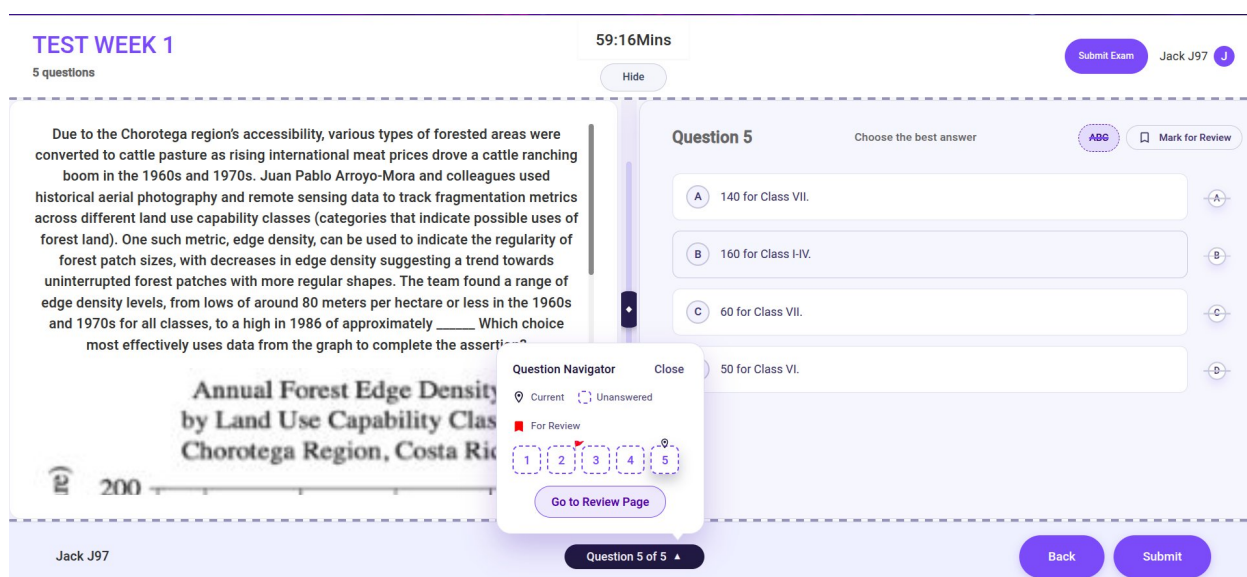 TEST WEEK 1
5 questions
59:16Mins
Hide
Submit Exam
Jack J97
J
Due to the Chorotega region's accessibility, various types of forested areas were
converted to cattle pasture as rising international meat prices drove a cattle ranching
boom in the 1960s and 1970s. Juan Pablo Arroyo-Mora and colleagues used
historical aerial photography and remote sensing data to track fragmentation metrics
across different land use capability classes (categories that indicate possible uses of
forest land). One such metric, edge density, can be used to indicate the regularity of
forest patch sizes, with decreases in edge density suggesting a trend towards
uninterrupted forest patches with more regular shapes. The team found a range of
edge density levels, from lows of around 80 meters per hectare or less in the 1960s
and 1970s for all classes, to a high in 1986 of approximately ______ Which choice
most effectively uses data from the graph to complete the
Annual Forest Edge Density
by Land Use Capability
Chorotega Region, Costa
200
Question 5
Choose the best answer
ABC
Mark for Review
A 140 for Class VII.
A
B 160 for Class I-IV.
B
C 60 for Class VII.
C
50 for Class VI.
D
Question Navigator
Close
Current
Unanswered
For Review
1 2 3 4 5
Go to Review Page
Jack J97
Question 5 of 5 ▲
Back
Submit